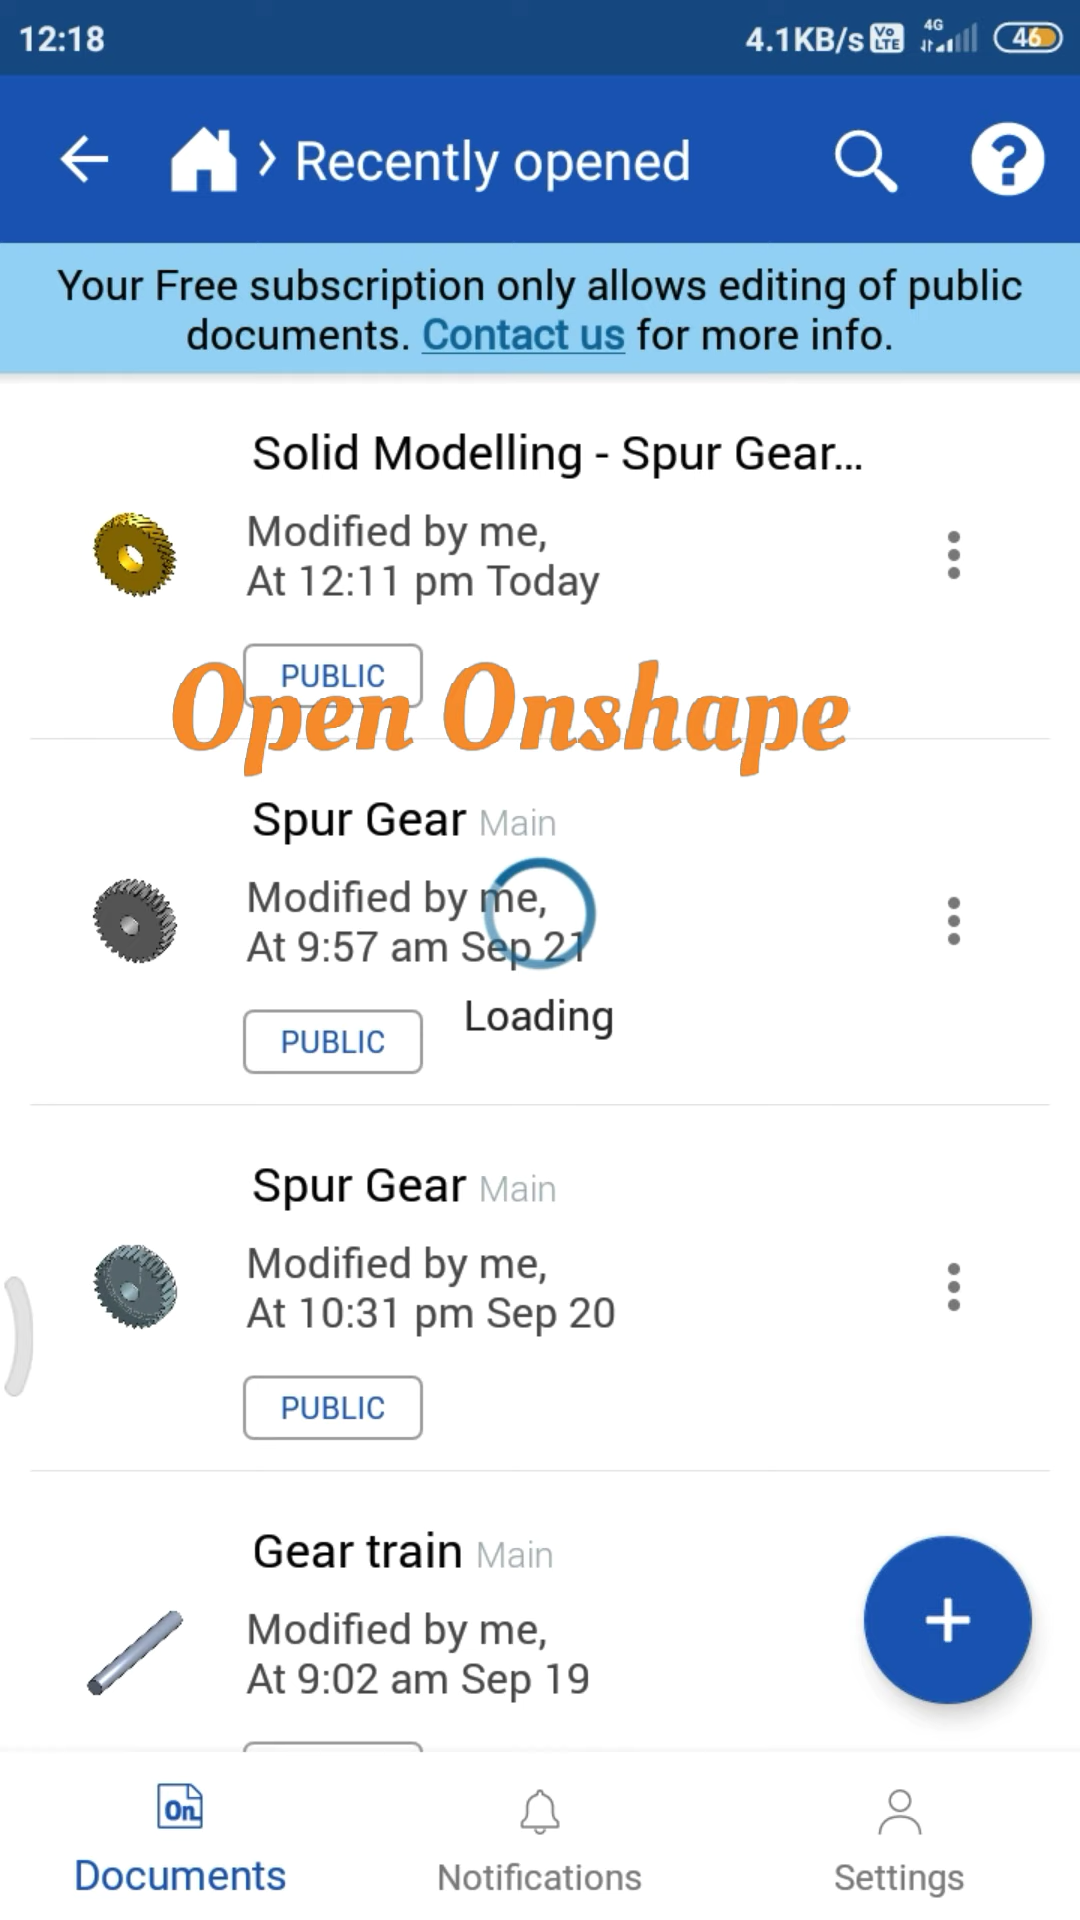 12:18
4.1KB/s Vo LTE 4G 46
Recently opened
Your Free subscription only allows editing of public
documents. Contact us for more info.
Solid Modelling - Spur Gear...
Modified by me,
At 12:11 pm Today
PUBLIC
Open Onshape
Spur Gear Main
Modified by me,
At 9:57 am Sep 21
Loading
PUBLIC
Spur Gear Main
Modified by me,
At 10:31 pm Sep 20
PUBLIC
Gear train Main
Modified by me,
At 9:02 am Sep 19
+
On
Documents
Notifications
Settings